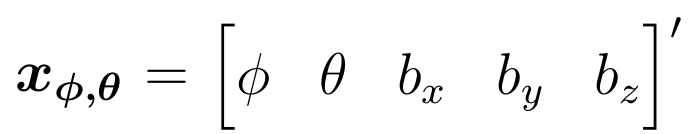 x_{ϕ,θ} = [ϕ θ b_x b_y b_z]′